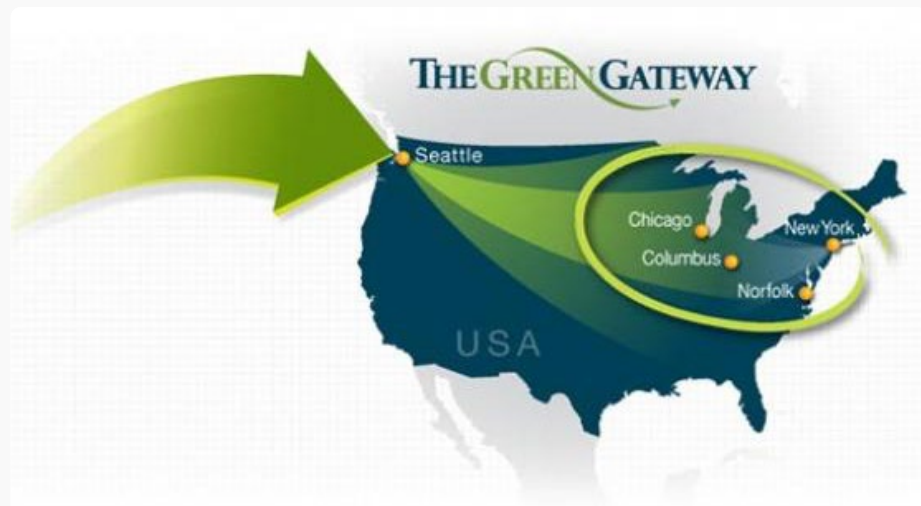 THE GREEN GATEWAY
Seattle
Chicago
New York
Columbus
Norfolk
USA